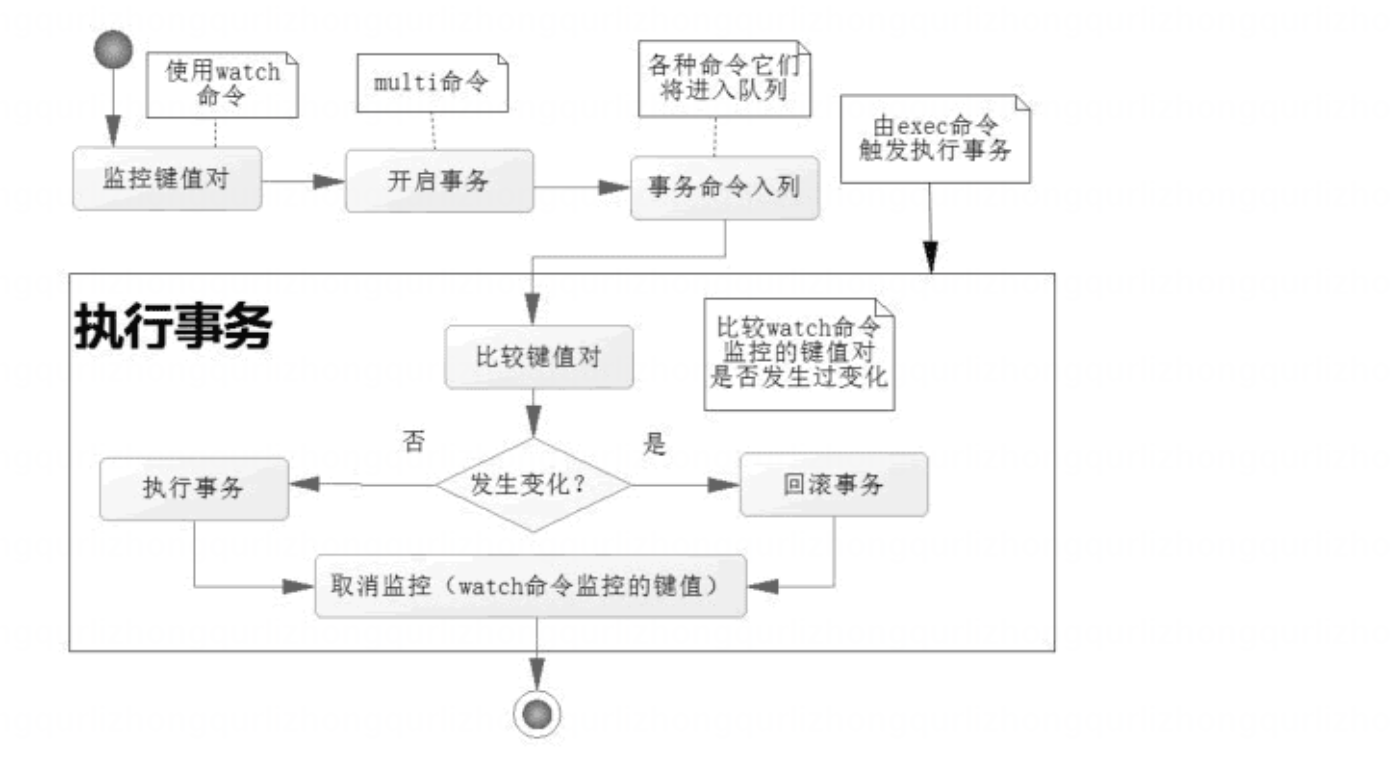 使用watch
命令
multi命令
各种命令它们
将进入队列
由exec命令
触发执行事务
监控键值对
开启事务
事务命令入列
执行事务
比较键值对
比较watch命令
监控的键值对
是否发生过变化
否
是
执行事务
发生变化？
回滚事务
取消监控（watch命令监控的键值）